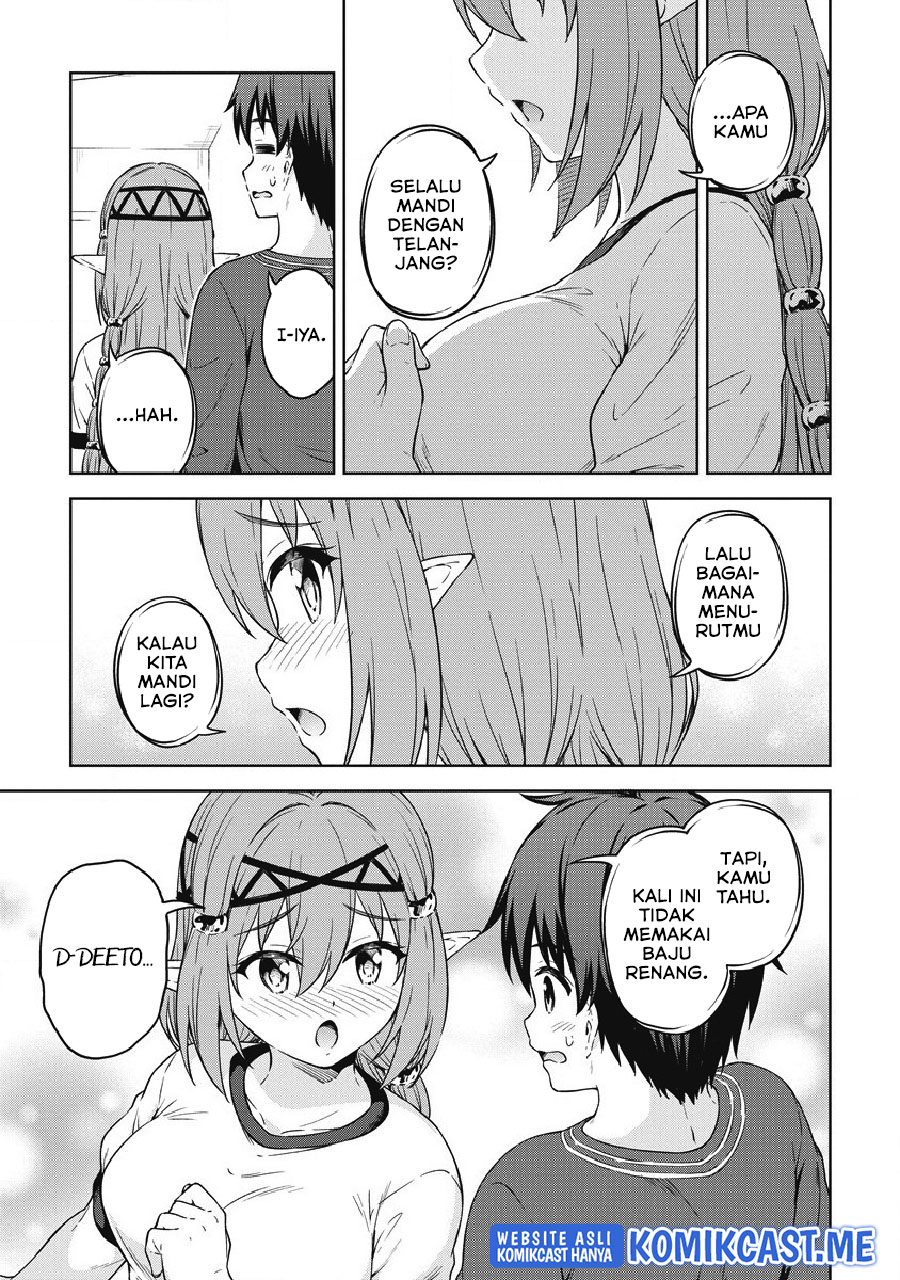 ...APA
KAMU
SELALU
MANDI
DENGAN
TELAN-
JANG?
I-IYA.
...HAH.
LALU
BAGAI-
MANA
MENU-
RUTMU
KALAU
KITA
MANDI
LAGI?
TAPI,
KAMU
TAHU.
KALI INI
TIDAK
MEMAKAI
BAJU
RENANG.
D-DEETO...
WEBSITE ASLI
KOMIKCAST HANYA
KOMIKCAST.ME